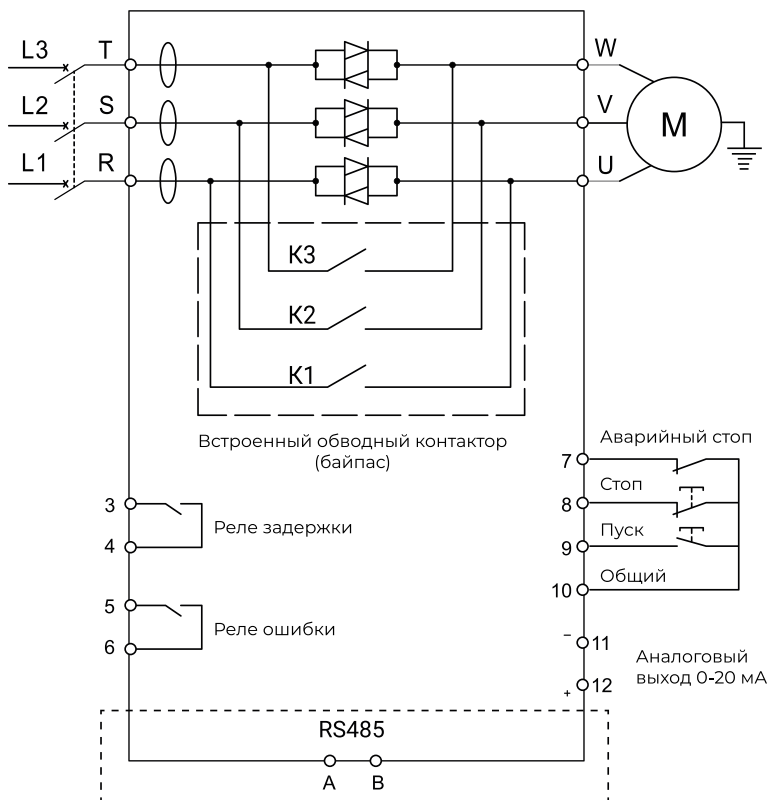 L3 T W
L2 S V
M
L1 R U
K3
K2
K1
Встроенный обводный контактор
(байпас)
7 Аварийный стоп
8 Стоп
9 Пуск
10 Общий
3
4
Реле задержки
5
6
Реле ошибки
– 11
+ 12
Аналоговый
выход 0-20 мА
RS485
A B